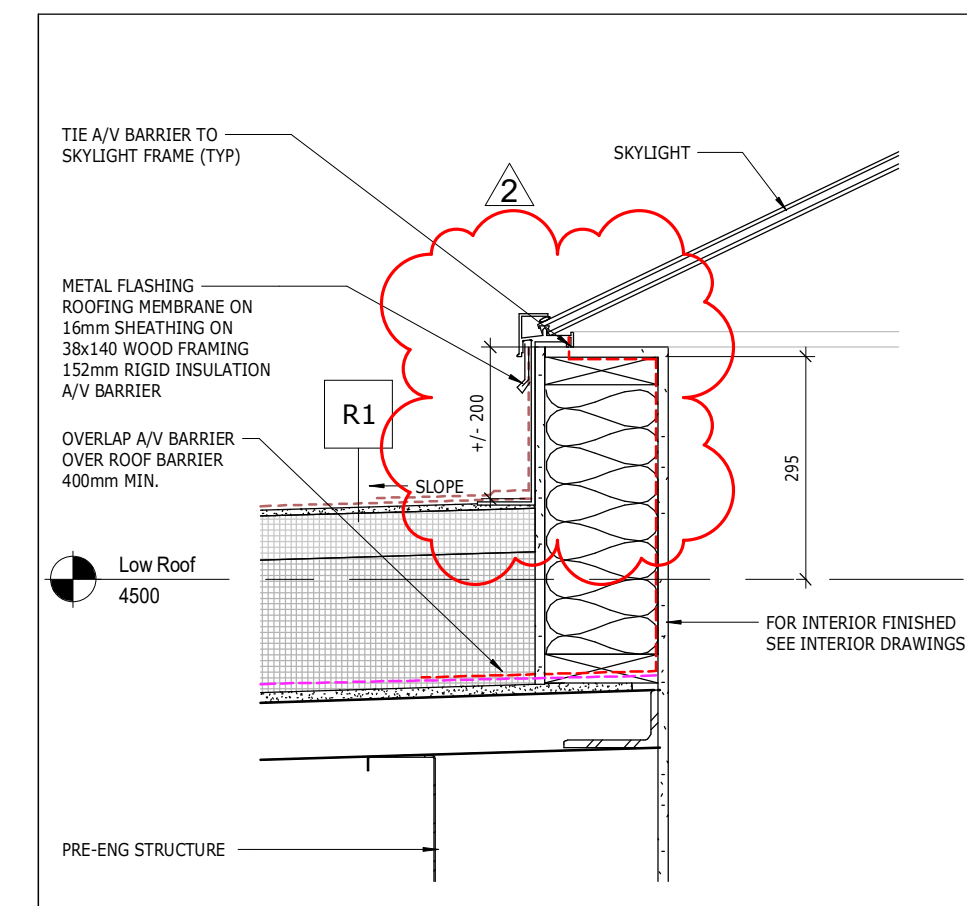 TIE A/V BARRIER TO
SKYLIGHT FRAME (TYP)
SKYLIGHT
2
METAL FLASHING
ROOFING MEMBRANE ON
16mm SHEATHING ON
38x140 WOOD FRAMING
152mm RIGID INSULATION
A/V BARRIER
R1
+/- 200
OVERLAP A/V BARRIER
OVER ROOF BARRIER
400mm MIN.
SLOPE
295
Low Roof
4500
FOR INTERIOR FINISHED
SEE INTERIOR DRAWINGS
PRE-ENG STRUCTURE